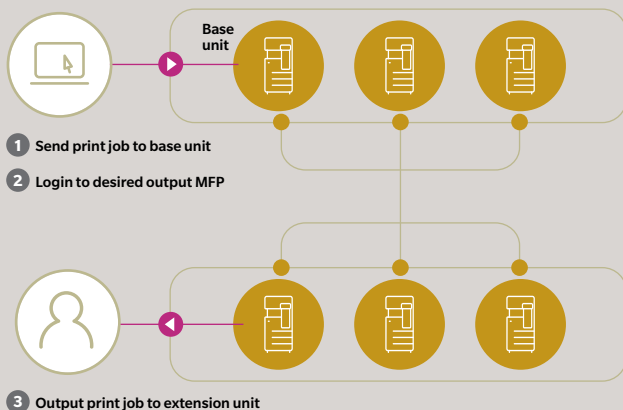 Base
unit
1 Send print job to base unit
2 Login to desired output MFP
3 Output print job to extension unit